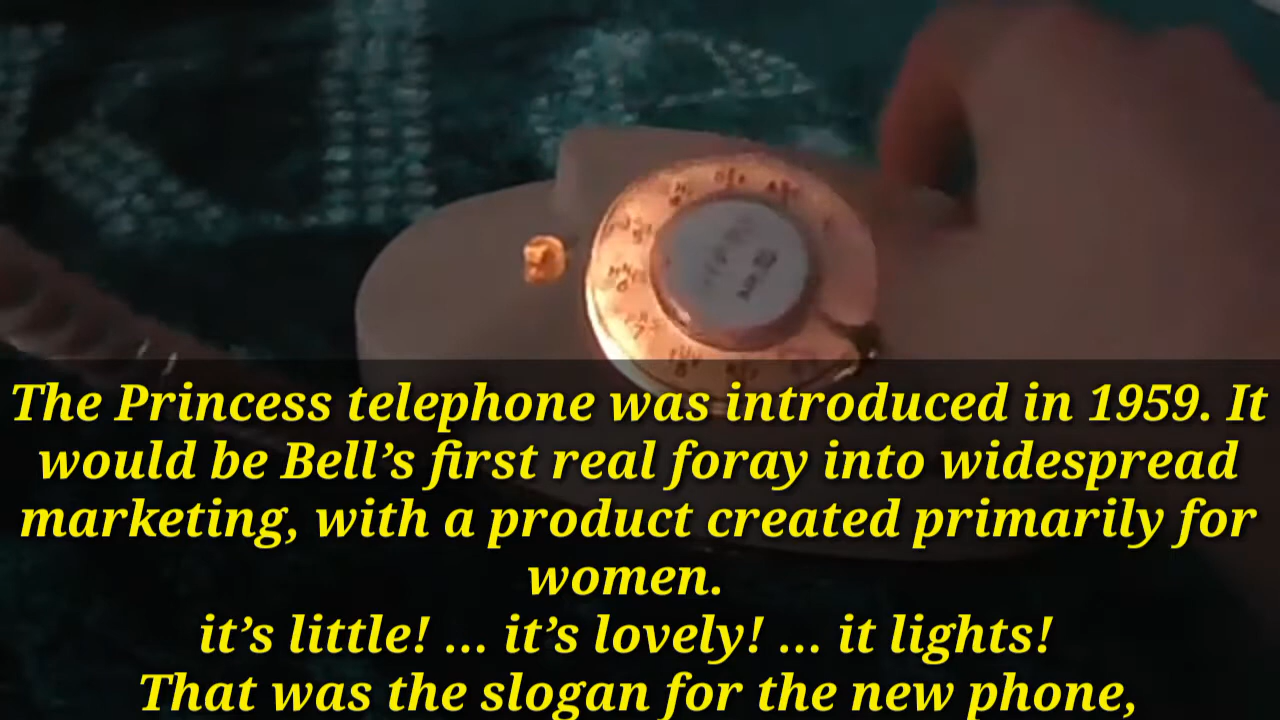 The Princess telephone was introduced in 1959. It
would be Bell’s first real foray into widespread
marketing, with a product created primarily for
women.
it’s little! ... it’s lovely! ... it lights!
That was the slogan for the new phone,